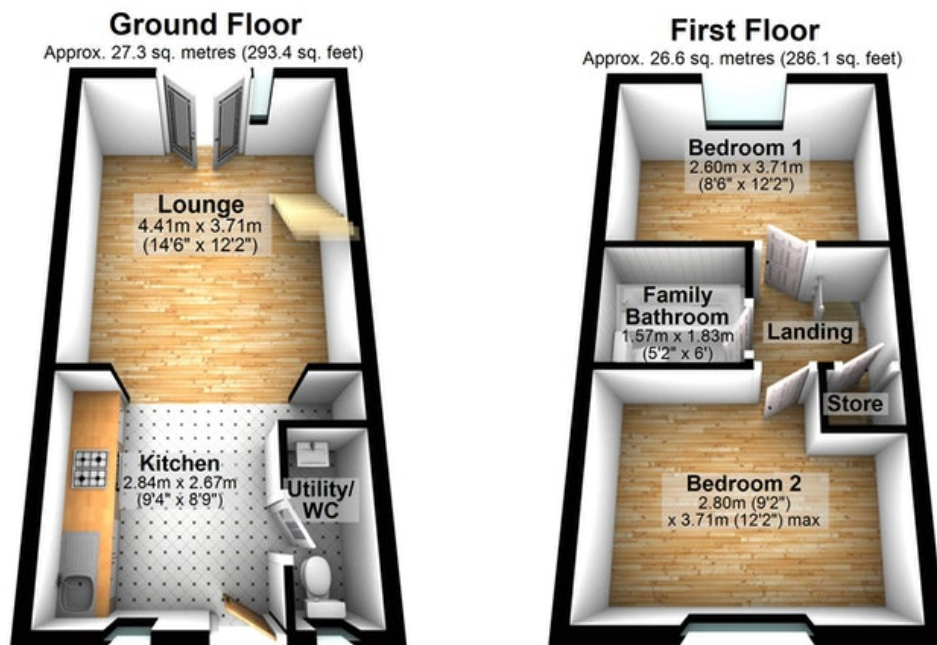 Ground Floor
Approx. 27.3 sq. metres (293.4 sq. feet)
Lounge
4.41m x 3.71m
(14'6" x 12'2")
Kitchen
2.84m x 2.67m
(9'4" x 8'9")
Utility/
WC
First Floor
Approx. 26.6 sq. metres (286.1 sq. feet)
Bedroom 1
2.60m x 3.71m
(8'6" x 12'2")
Family
Bathroom
1.57m x 1.83m
(5'2" x 6')
Landing
Store
Bedroom 2
2.80m (9'2")
x 3.71m (12'2") max